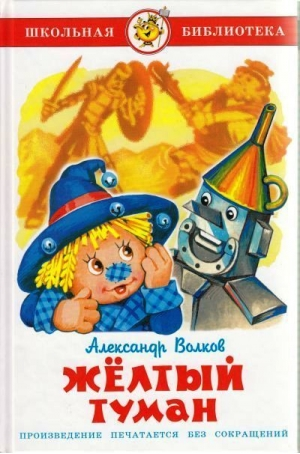 ШКОЛЬНАЯ БИБЛИОТЕКА
Александр Волков
ЖЁЛТЫЙ
ТУМАН
ПРОИЗВЕДЕНИЕ ПЕЧАТАЕТСЯ БЕЗ СОКРАЩЕНИЙ